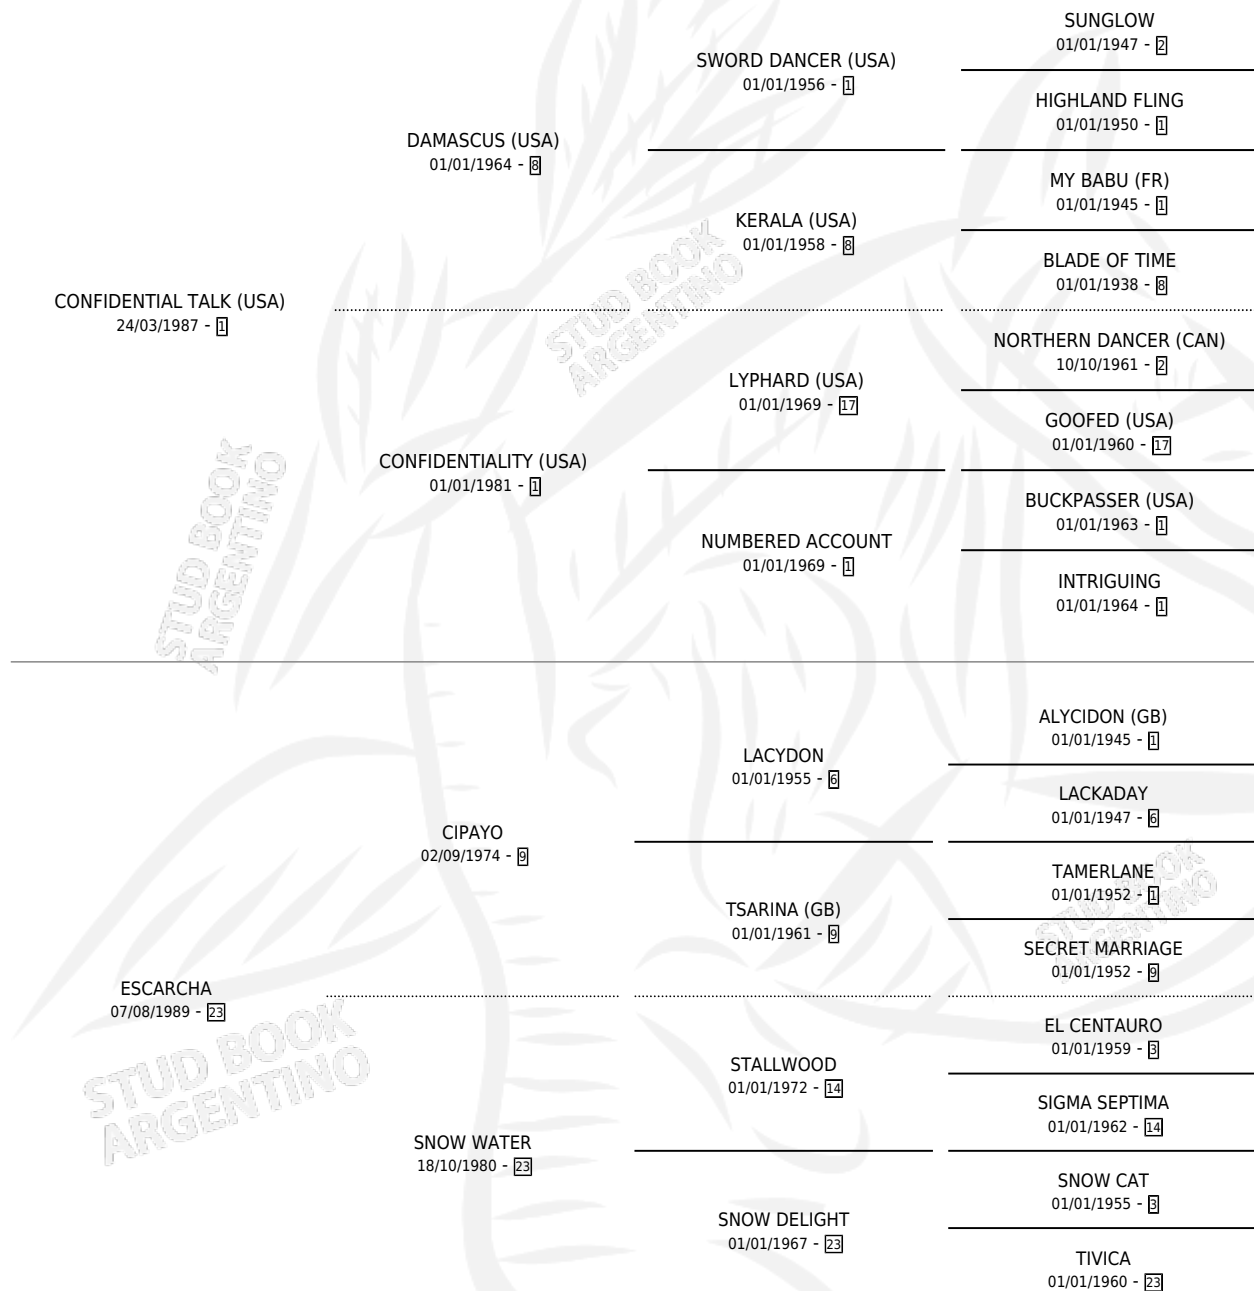 SUNGLOW
01/01/1947 - 2
SWORD DANCER (USA)
01/01/1956 - 1
HIGHLAND FLING
01/01/1950 - 1
DAMASCUS (USA)
01/01/1964 - 8
MY BABU (FR)
01/01/1945 - 1
KERALA (USA)
01/01/1958 - 8
BLADE OF TIME
01/01/1938 - 8
CONFIDENTIAL TALK (USA)
24/03/1987 - 1
NORTHERN DANCER (CAN)
10/10/1961 - 2
LYPHARD (USA)
01/01/1969 - 17
GOOFED (USA)
01/01/1960 - 17
CONFIDENTIALITY (USA)
01/01/1981 - 1
BUCKPASSER (USA)
01/01/1963 - 1
NUMBERED ACCOUNT
01/01/1969 - 1
INTRIGUING
01/01/1964 - 1
ALYCIDON (GB)
01/01/1945 - 1
LACYDON
01/01/1955 - 6
LACKADAY
01/01/1947 - 6
CIPAYO
02/09/1974 - 9
TAMERLANE
01/01/1952 - 1
TSARINA (GB)
01/01/1961 - 9
SECRET MARRIAGE
01/01/1952 - 9
ESCARCHA
07/08/1989 - 23
EL CENTAURO
01/01/1959 - 3
STALLWOOD
01/01/1972 - 14
SIGMA SEPTIMA
01/01/1962 - 14
SNOW WATER
18/10/1980 - 23
SNOW CAT
01/01/1955 - 3
SNOW DELIGHT
01/01/1967 - 23
TIVICA
01/01/1960 - 23
STUD BOOK
ARGENTINO
STUD BOOK
ARGENTINO
STUD BOOK
ARGENTINO
STUD BOOK
ARGENTINO